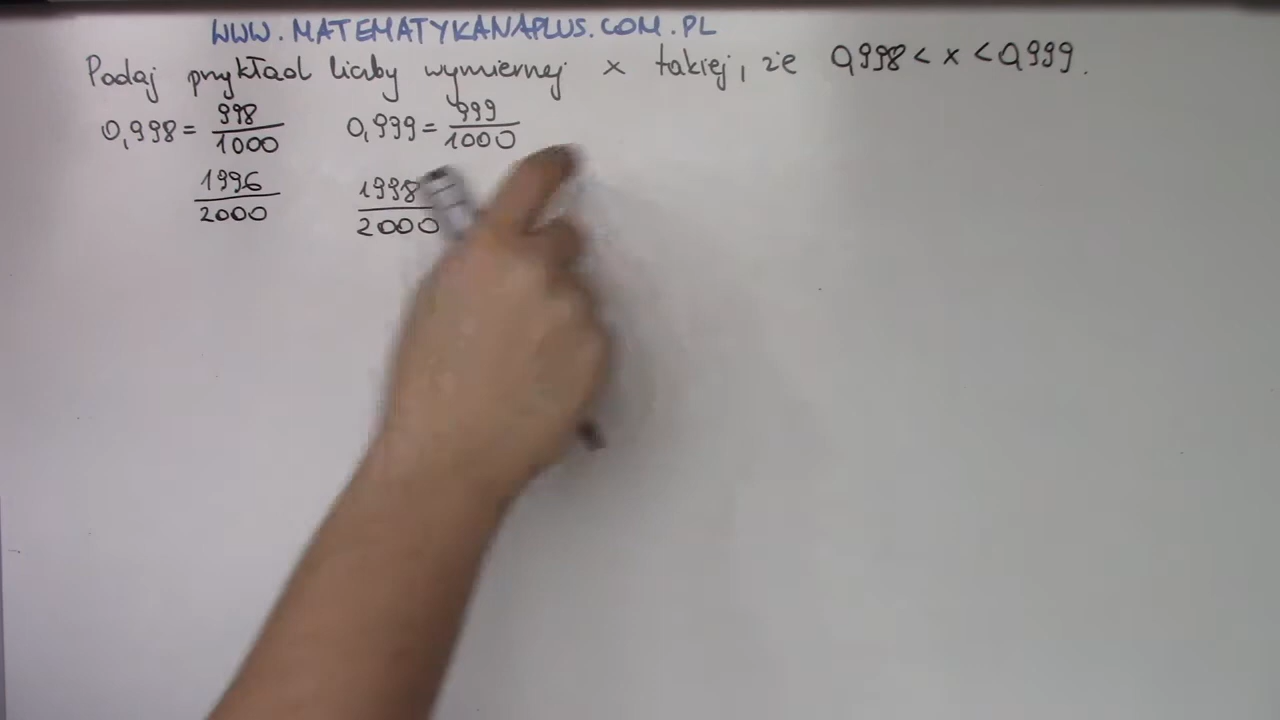 WWW.MATEMATYKANAPLUS.COM.PL
Podaj przykład liczby wymiernej x takiej, że 0,998 < x < 0,999.
0,998 = 998/1000 0,999 = 999/1000
1996/2000 1998/2000